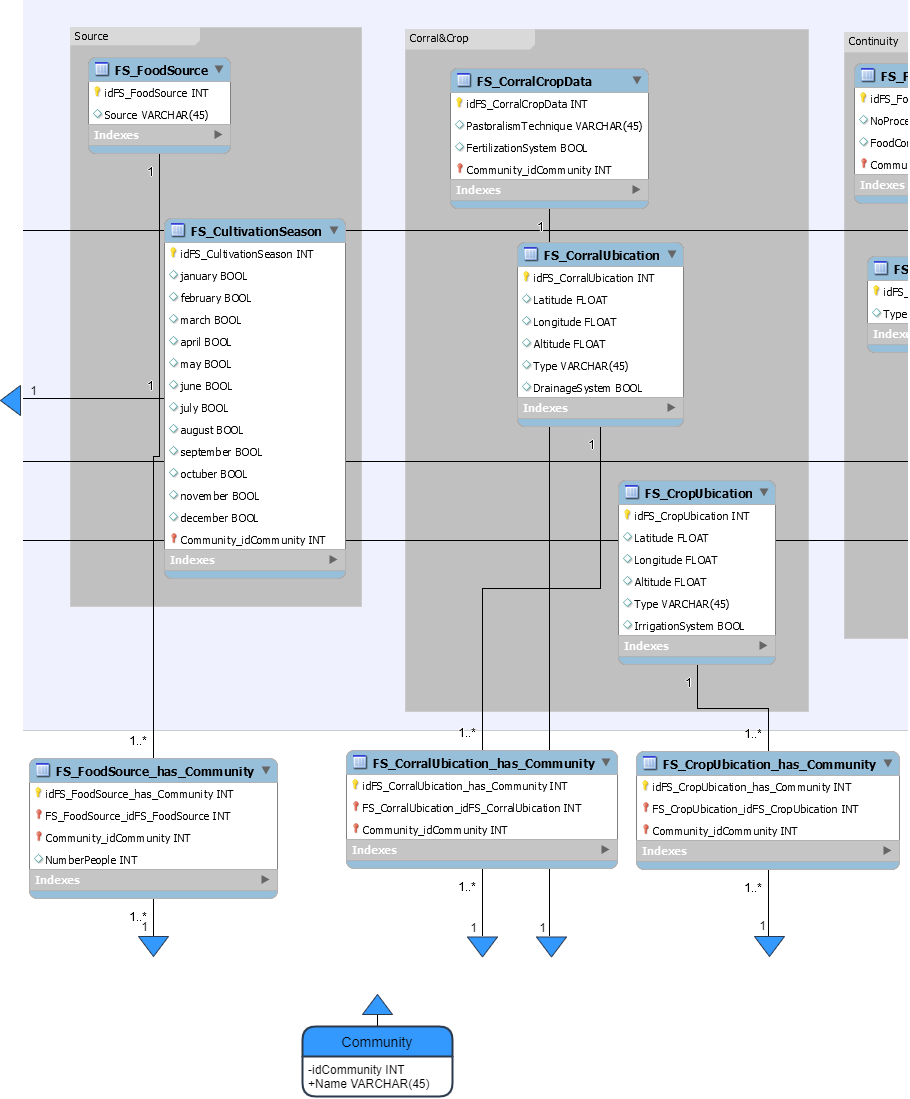 Source
FS_FoodSource
idFS_FoodSource INT
Source VARCHAR(45)
Indexes
1
FS_CultivationSeason
idFS_CultivationSeason INT
january BOOL
february BOOL
march BOOL
april BOOL
may BOOL
june BOOL
july BOOL
august BOOL
september BOOL
octuber BOOL
november BOOL
december BOOL
Community_idCommunity INT
Indexes
1
1
Corral&Crop
FS_CorralCropData
idFS_CorralCropData INT
PastoralismTechnique VARCHAR(45)
FertilizationSystem BOOL
Community_idCommunity INT
Indexes
1
FS_CorralUbication
idFS_CorralUbication INT
Latitude FLOAT
Longitude FLOAT
Altitude FLOAT
Type VARCHAR(45)
DrainageSystem BOOL
Indexes
1
FS_CropUbication
idFS_CropUbication INT
Latitude FLOAT
Longitude FLOAT
Altitude FLOAT
Type VARCHAR(45)
IrrigationSystem BOOL
Indexes
1
Continuity
FS_F
idFS_Fo
NoProce
FoodCo
Commu
Indexes
FS
idFS_
Type
Indexe
1..*
FS_FoodSource_has_Community
idFS_FoodSource_has_Community INT
FS_FoodSource_idFS_FoodSource INT
Community_idCommunity INT
NumberPeople INT
Indexes
1..*
1
1..*
FS_CorralUbication_has_Community
idFS_CorralUbication_has_Community INT
FS_CorralUbication_idFS_CorralUbication INT
Community_idCommunity INT
Indexes
1..*
1
1
1..*
FS_CropUbication_has_Community
idFS_CropUbication_has_Community INT
FS_CropUbication_idFS_CropUbication INT
Community_idCommunity INT
Indexes
1..*
1
Community
-idCommunity INT
+Name VARCHAR(45)